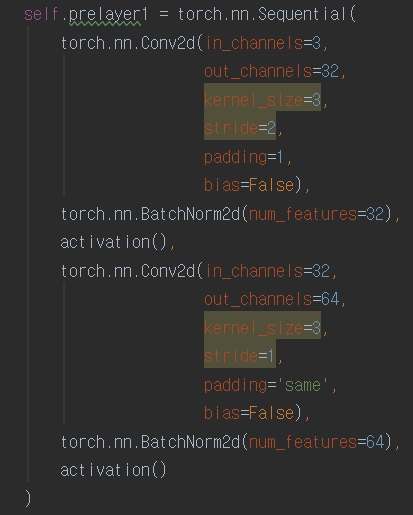 self.prelayer1 = torch.nn.Sequential(
    torch.nn.Conv2d(in_channels=3,
                    out_channels=32,
                    kernel_size=3,
                    stride=2,
                    padding=1,
                    bias=False),
    torch.nn.BatchNorm2d(num_features=32),
    activation(),
    torch.nn.Conv2d(in_channels=32,
                    out_channels=64,
                    kernel_size=3,
                    stride=1,
                    padding='same',
                    bias=False),
    torch.nn.BatchNorm2d(num_features=64),
    activation()
)